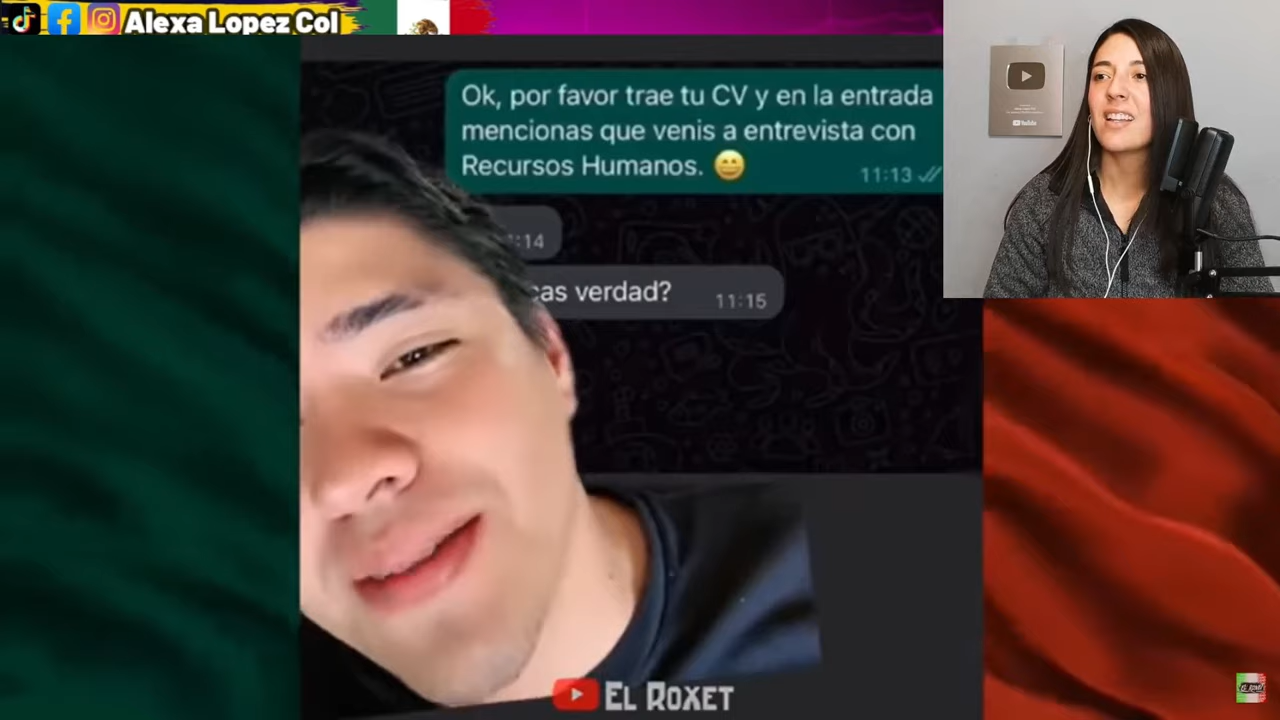 Alexa Lopez Col
Ok, por favor trae tu CV y en la entrada
mencionas que venis a entrevista con
Recursos Humanos. 😄
11:13
:14
cas verdad?
11:15
YouTube
EL ROXET